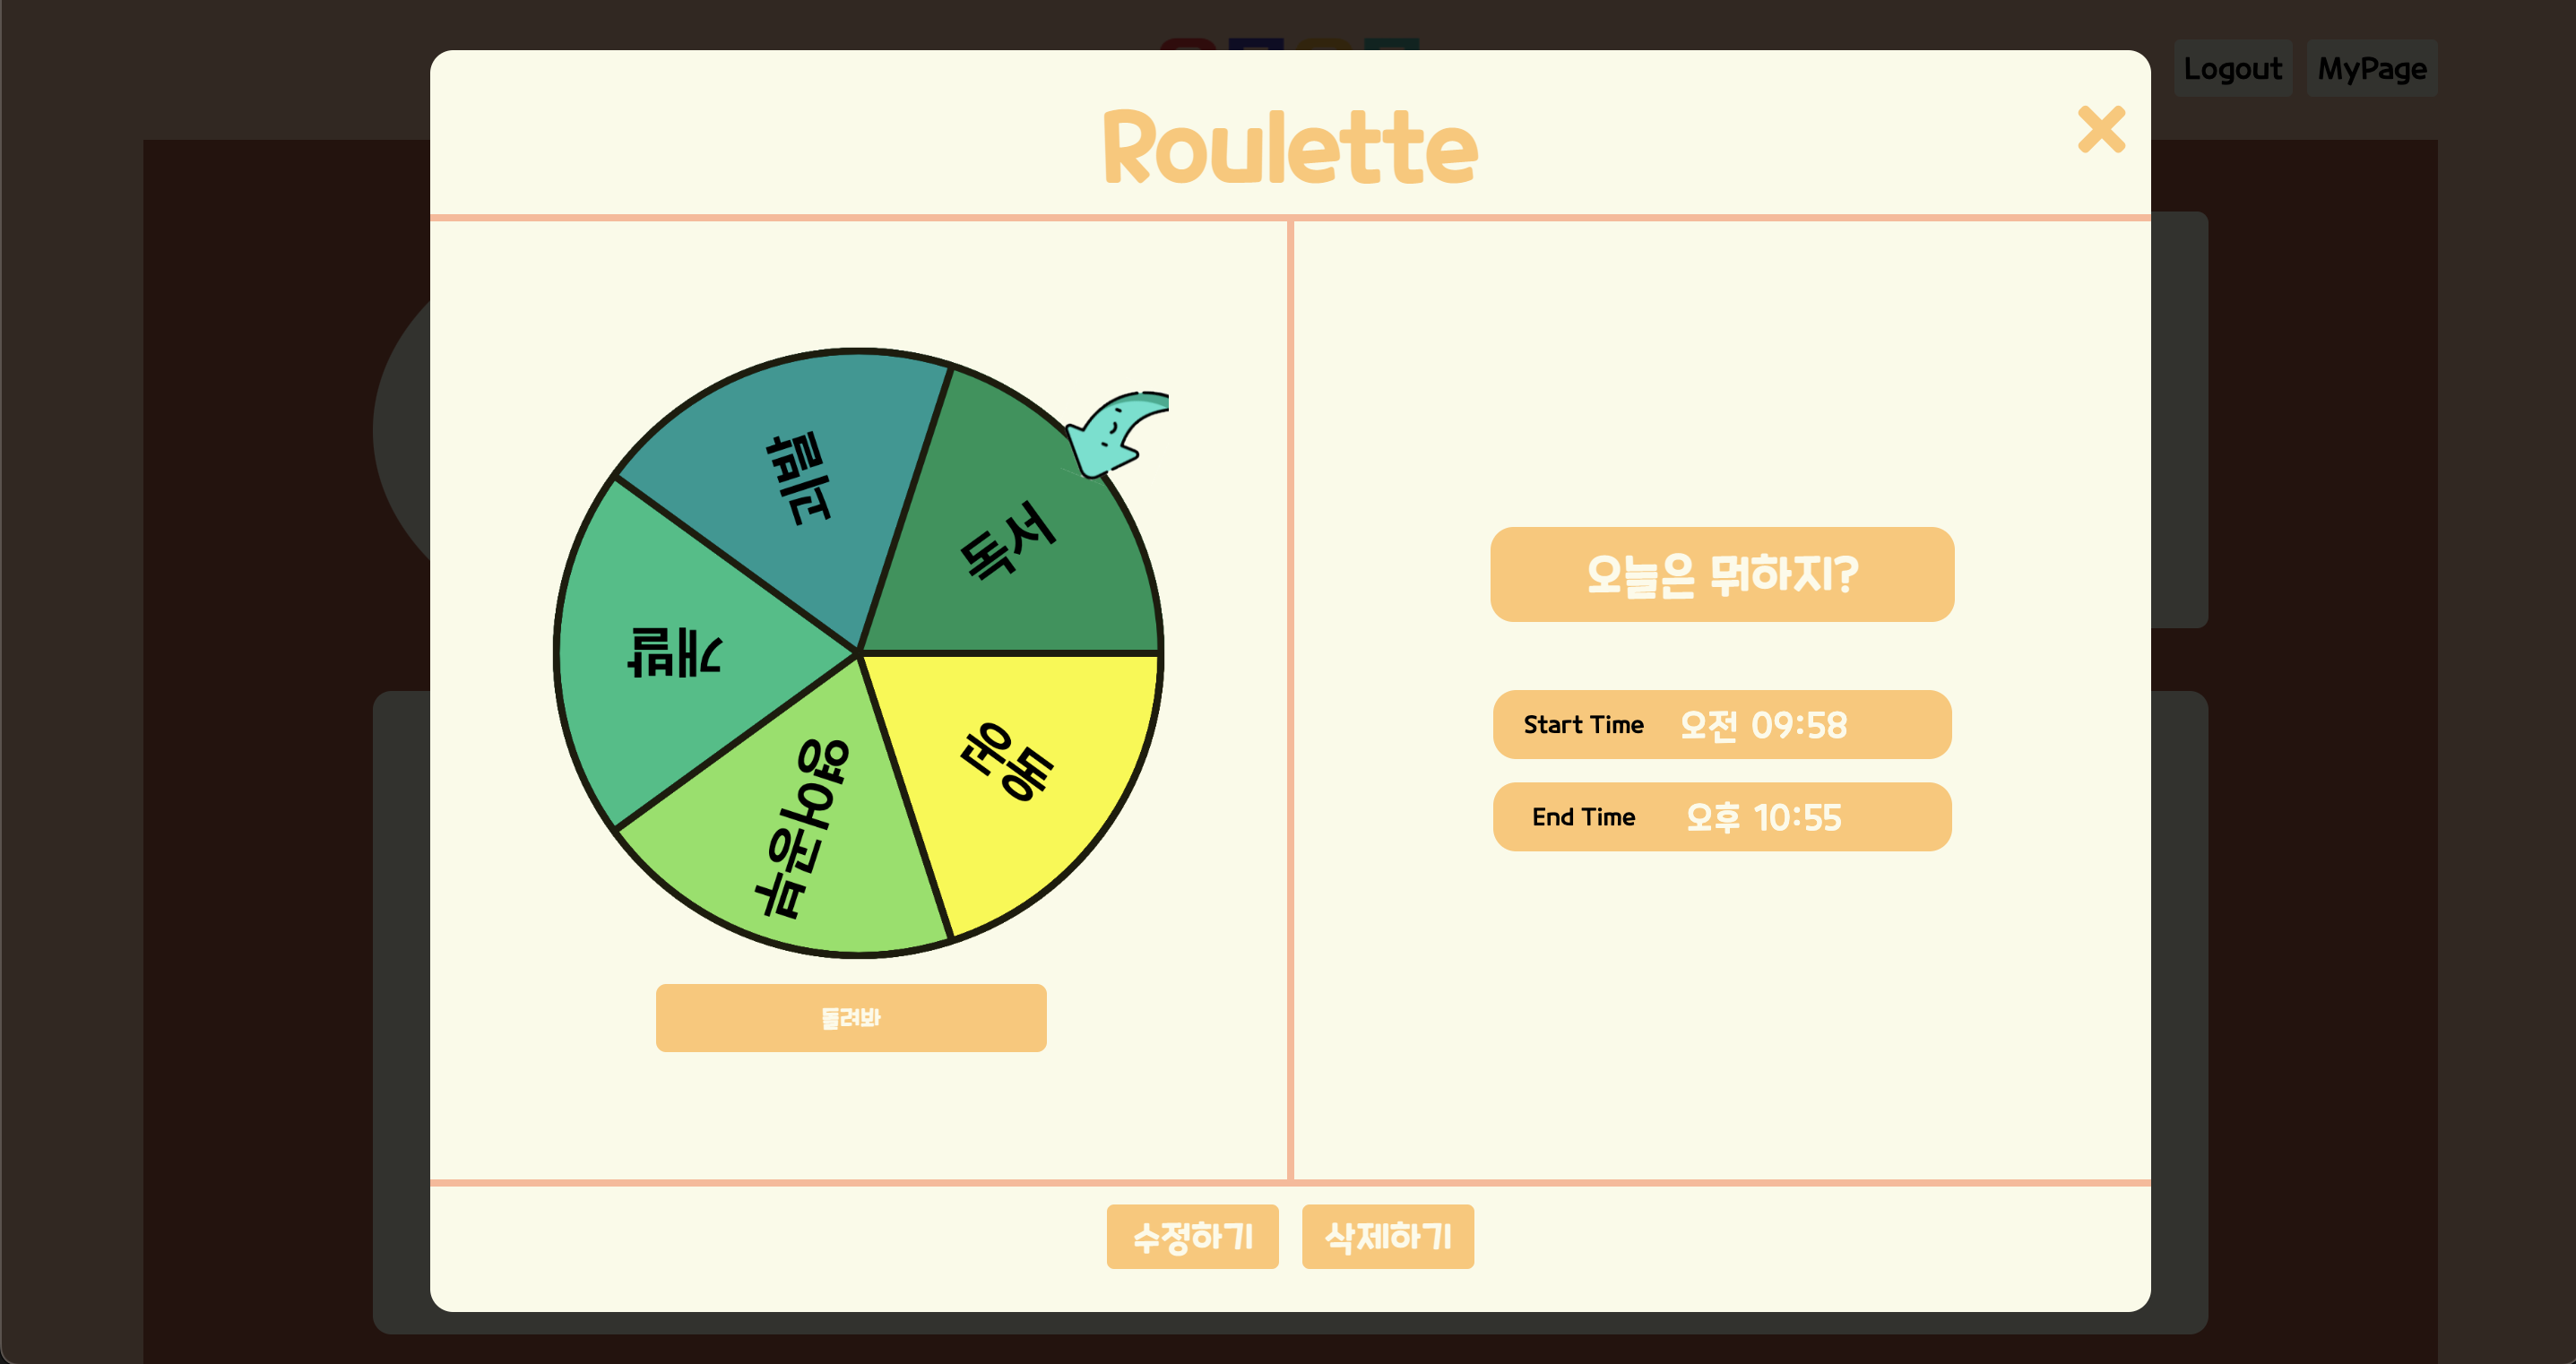 Logout
MyPage
Roulette
독서
운동
영어공부
개발
가발
돌려봐
오늘은 뭐하지?
Start Time 오전 09:58
End Time 오후 10:55
수정하기
삭제하기